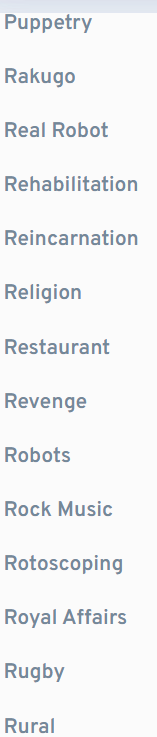 Puppetry
Rakugo
Real Robot
Rehabilitation
Reincarnation
Religion
Restaurant
Revenge
Robots
Rock Music
Rotoscoping
Royal Affairs
Rugby
Rural